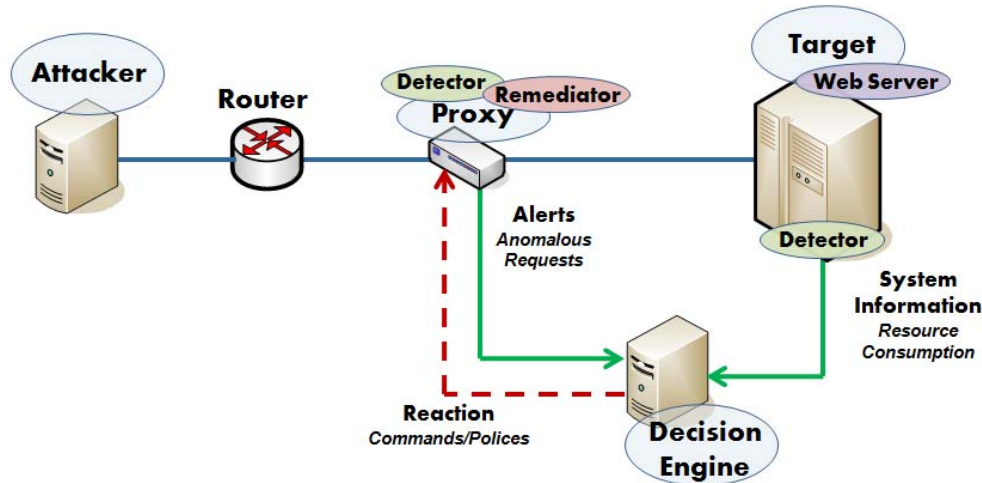 Attacker
Router
Detector
Remediator
Proxy
Target
Web Server
Detector
Alerts
Anomalous
Requests
System
Information
Resource
Consumption
Reaction
Commands/Polices
Decision
Engine